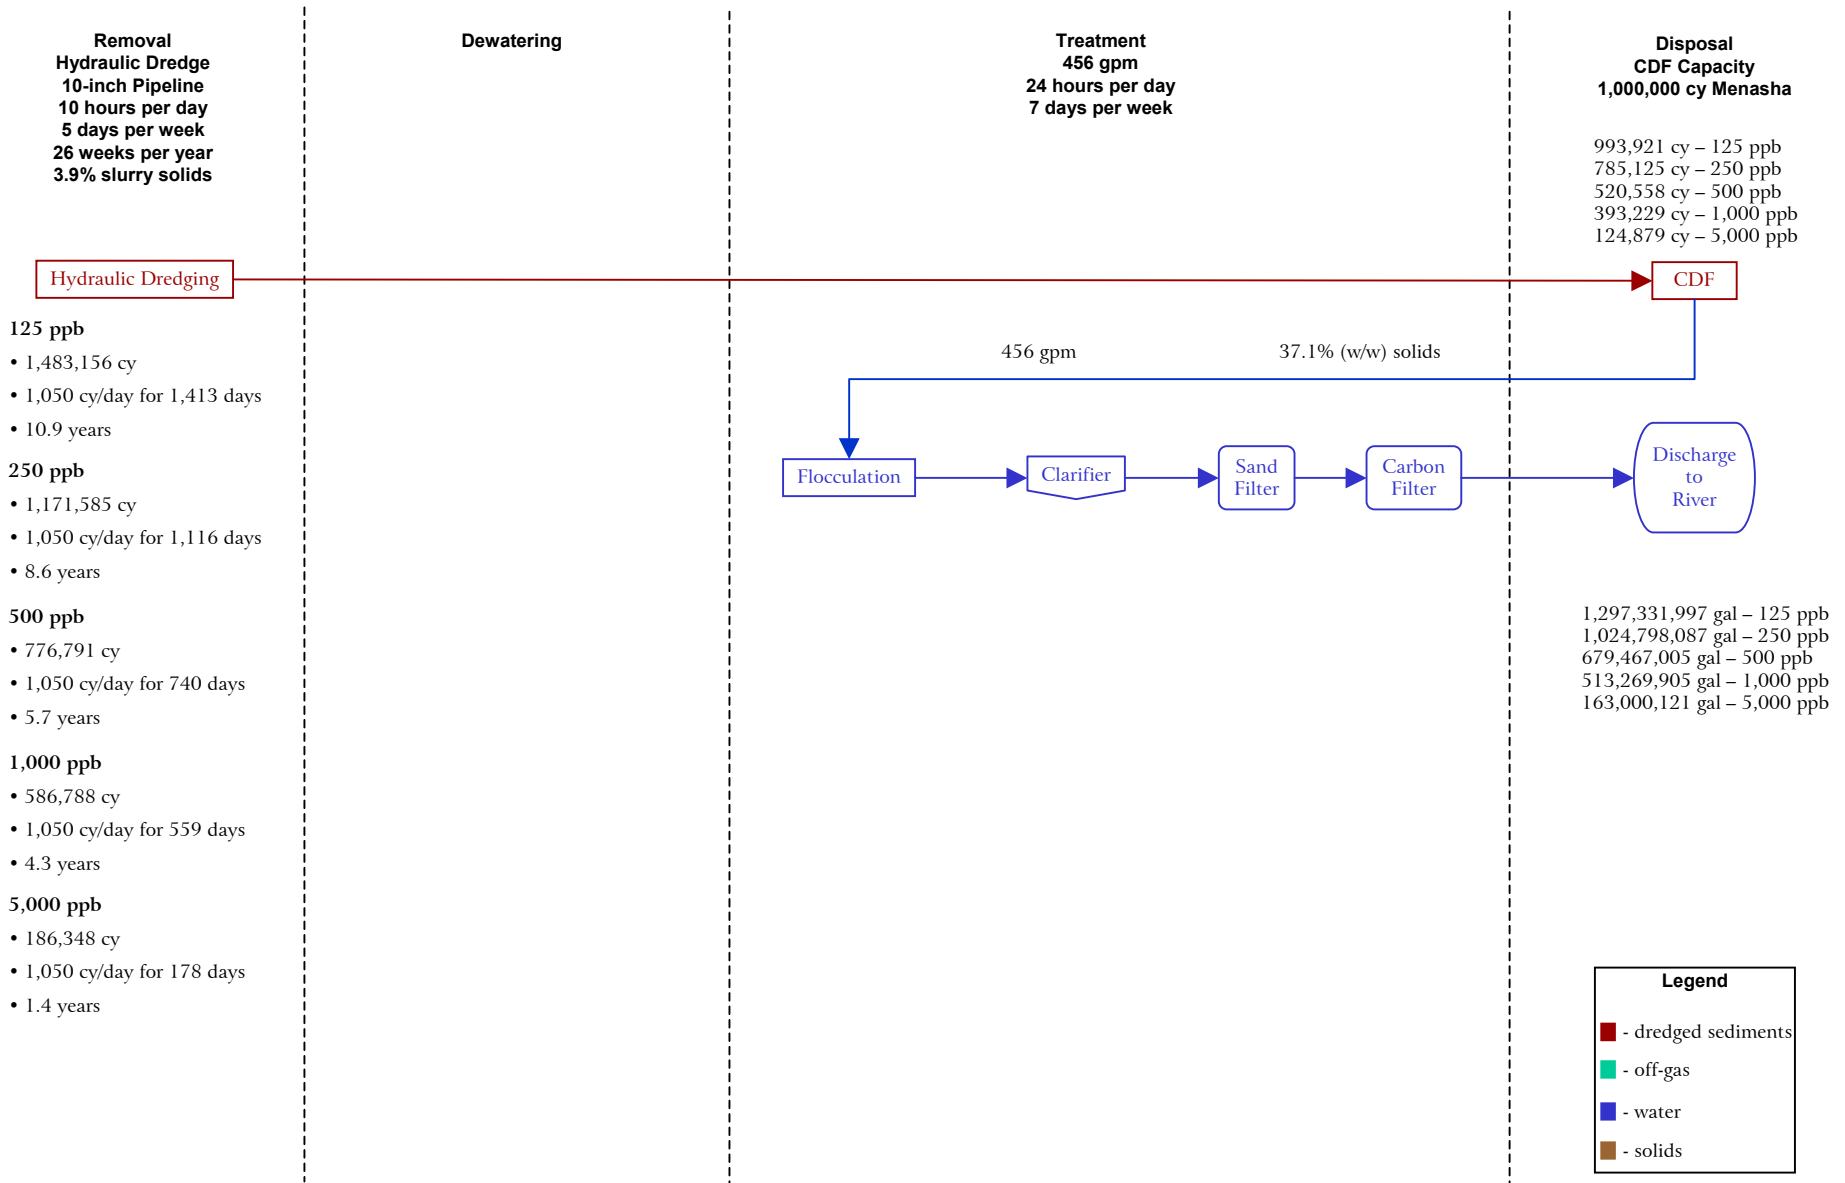 Removal
Hydraulic Dredge
10-inch Pipeline
10 hours per day
5 days per week
26 weeks per year
3.9% slurry solids
Dewatering
Treatment
456 gpm
24 hours per day
7 days per week
Disposal
CDF Capacity
1,000,000 cy Menasha
993,921 cy – 125 ppb
785,125 cy – 250 ppb
520,558 cy – 500 ppb
393,229 cy – 1,000 ppb
124,879 cy – 5,000 ppb
Hydraulic Dredging
CDF
125 ppb
• 1,483,156 cy
• 1,050 cy/day for 1,413 days
• 10.9 years
250 ppb
• 1,171,585 cy
• 1,050 cy/day for 1,116 days
• 8.6 years
500 ppb
• 776,791 cy
• 1,050 cy/day for 740 days
• 5.7 years
1,000 ppb
• 586,788 cy
• 1,050 cy/day for 559 days
• 4.3 years
5,000 ppb
• 186,348 cy
• 1,050 cy/day for 178 days
• 1.4 years
456 gpm
37.1% (w/w) solids
Flocculation
Clarifier
Sand
Filter
Carbon
Filter
Discharge
to
River
1,297,331,997 gal – 125 ppb
1,024,798,087 gal – 250 ppb
679,467,005 gal – 500 ppb
513,269,905 gal – 1,000 ppb
163,000,121 gal – 5,000 ppb
Legend
- dredged sediments
- off-gas
- water
- solids